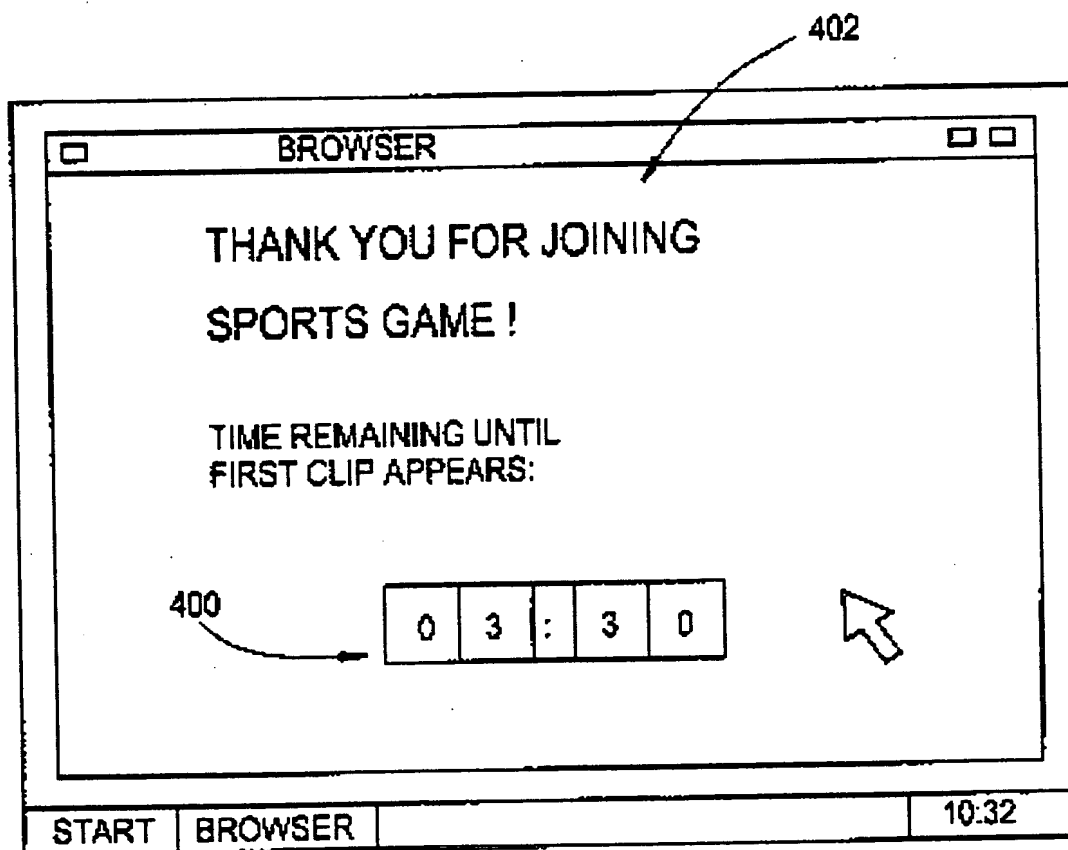 402
BROWSER
THANK YOU FOR JOINING
SPORTS GAME !
TIME REMAINING UNTIL
FIRST CLIP APPEARS:
400
0 3 : 3 0
START BROWSER 10:32